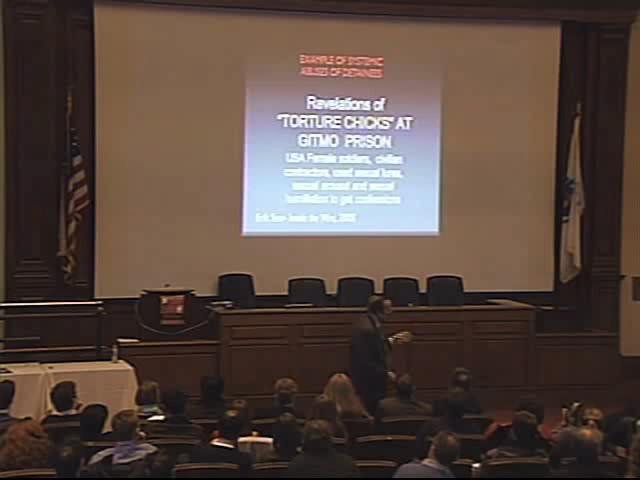 EXAMPLE OF SYSTEMIC
ABUSES OF DETAINEES
Revelations of
"TORTURE CHICKS" AT
GITMO PRISON
USA Female soldiers, civilian
contractors, used sexual lures,
sexual arousal and sexual
humiliation to get confessions